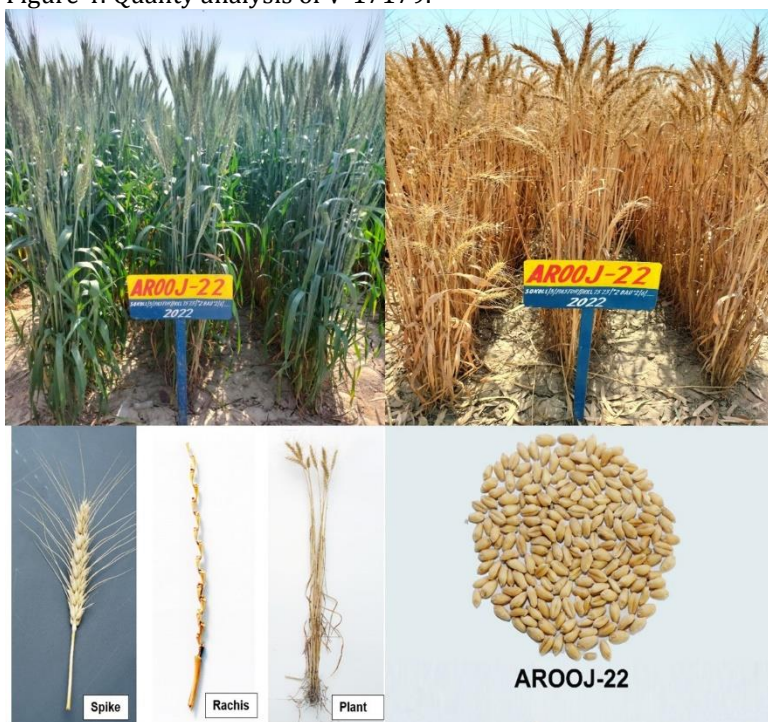 Figure 4. Quality analysis of V-17179.
AROOJ-22
2022
AROOJ-22
2022
Spike
Rachis
Plant
AROOJ-22